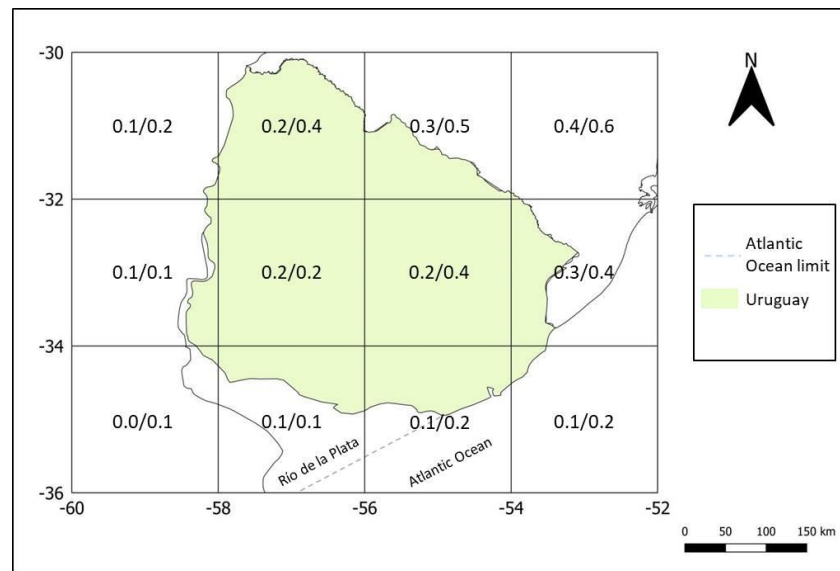 -30
N
0.1/0.2 0.2/0.4 0.3/0.5 0.4/0.6
-32
Atlantic
Ocean limit
0.1/0.1 0.2/0.2 0.2/0.4 0.3/0.4
Uruguay
-34
0.0/0.1 0.1/0.1 0.1/0.2 0.1/0.2
Río de la Plata
Atlantic Ocean
-36
-60 -58 -56 -54 -52
0 50 100 150 km